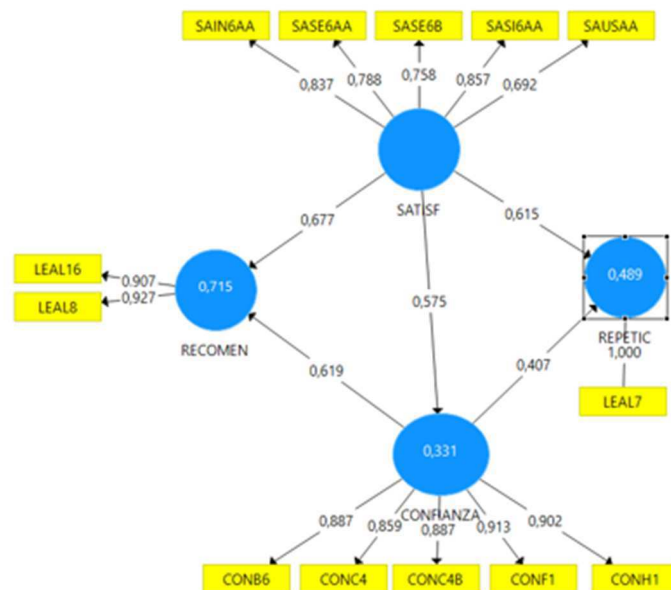 SAIN6AA SASE6AA SASE6B SASI6AA SAUSAA
0,837 0,788 0,758 0,857 0,692
SATISF
0,677 0,615
LEAL16
0,907
0,715
0,489
0,927
LEAL8
0,575
RECOMEN
REPETIC
1,000
0,619 0,407
LEAL7
0,331
CONFIANZA
0,887 0,859 0,887 0,913 0,902
CONB6 CONC4 CONC4B CONF1 CONH1